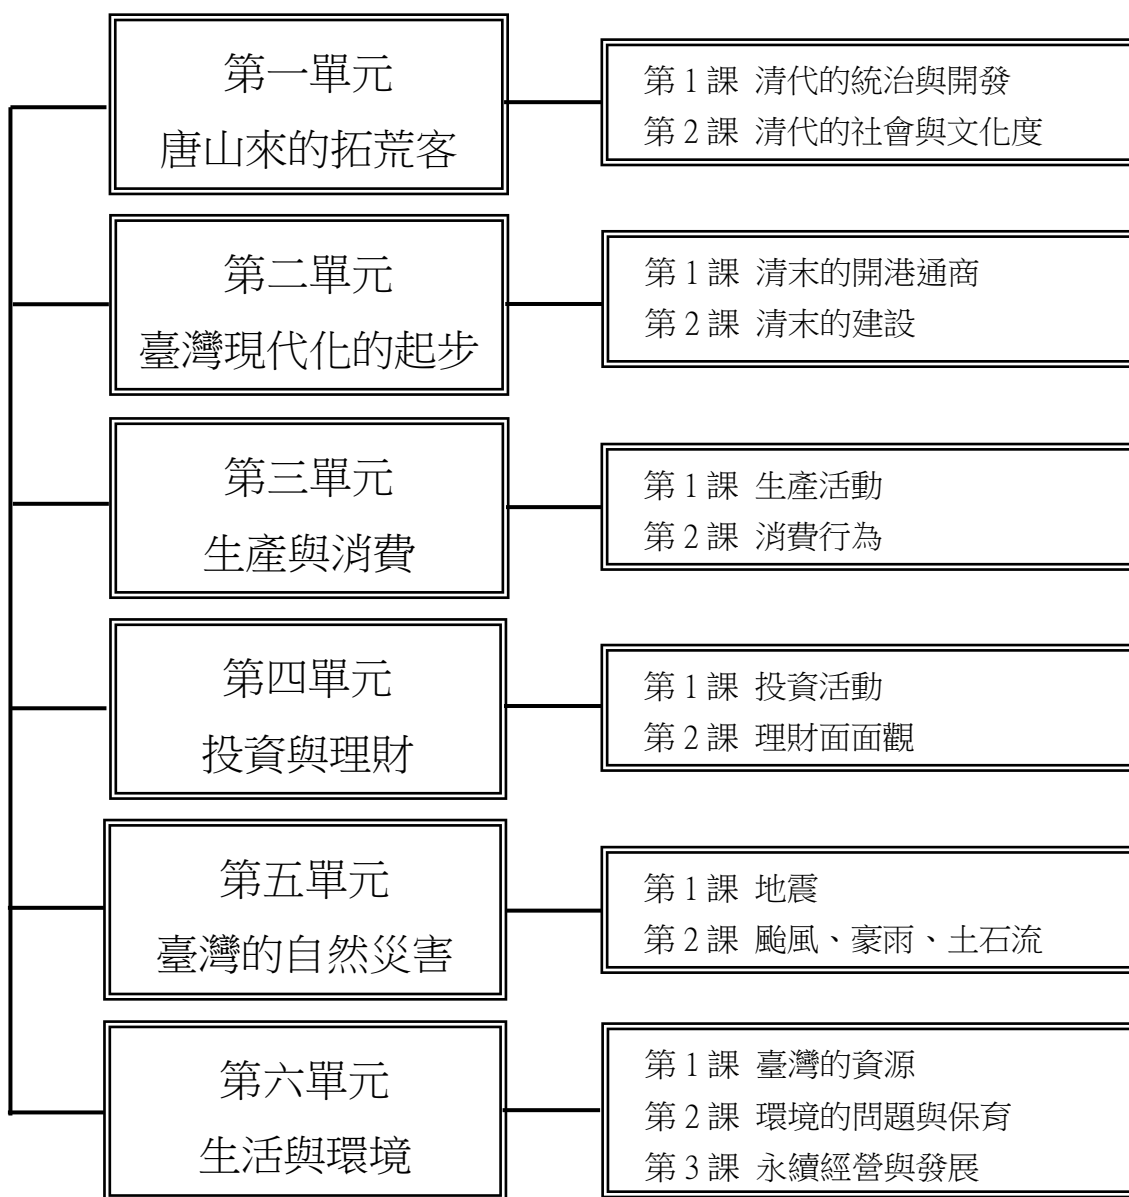 第一單元
唐山來的拓荒客
第 1 課 清代的統治與開發
第 2 課 清代的社會與文化度
第二單元
臺灣現代化的起步
第 1 課 清末的開港通商
第 2 課 清末的建設
第三單元
生產與消費
第 1 課 生產活動
第 2 課 消費行為
第四單元
投資與理財
第 1 課 投資活動
第 2 課 理財面面觀
第五單元
臺灣的自然災害
第 1 課 地震
第 2 課 颱風、豪雨、土石流
第六單元
生活與環境
第 1 課 臺灣的資源
第 2 課 環境的問題與保育
第 3 課 永續經營與發展